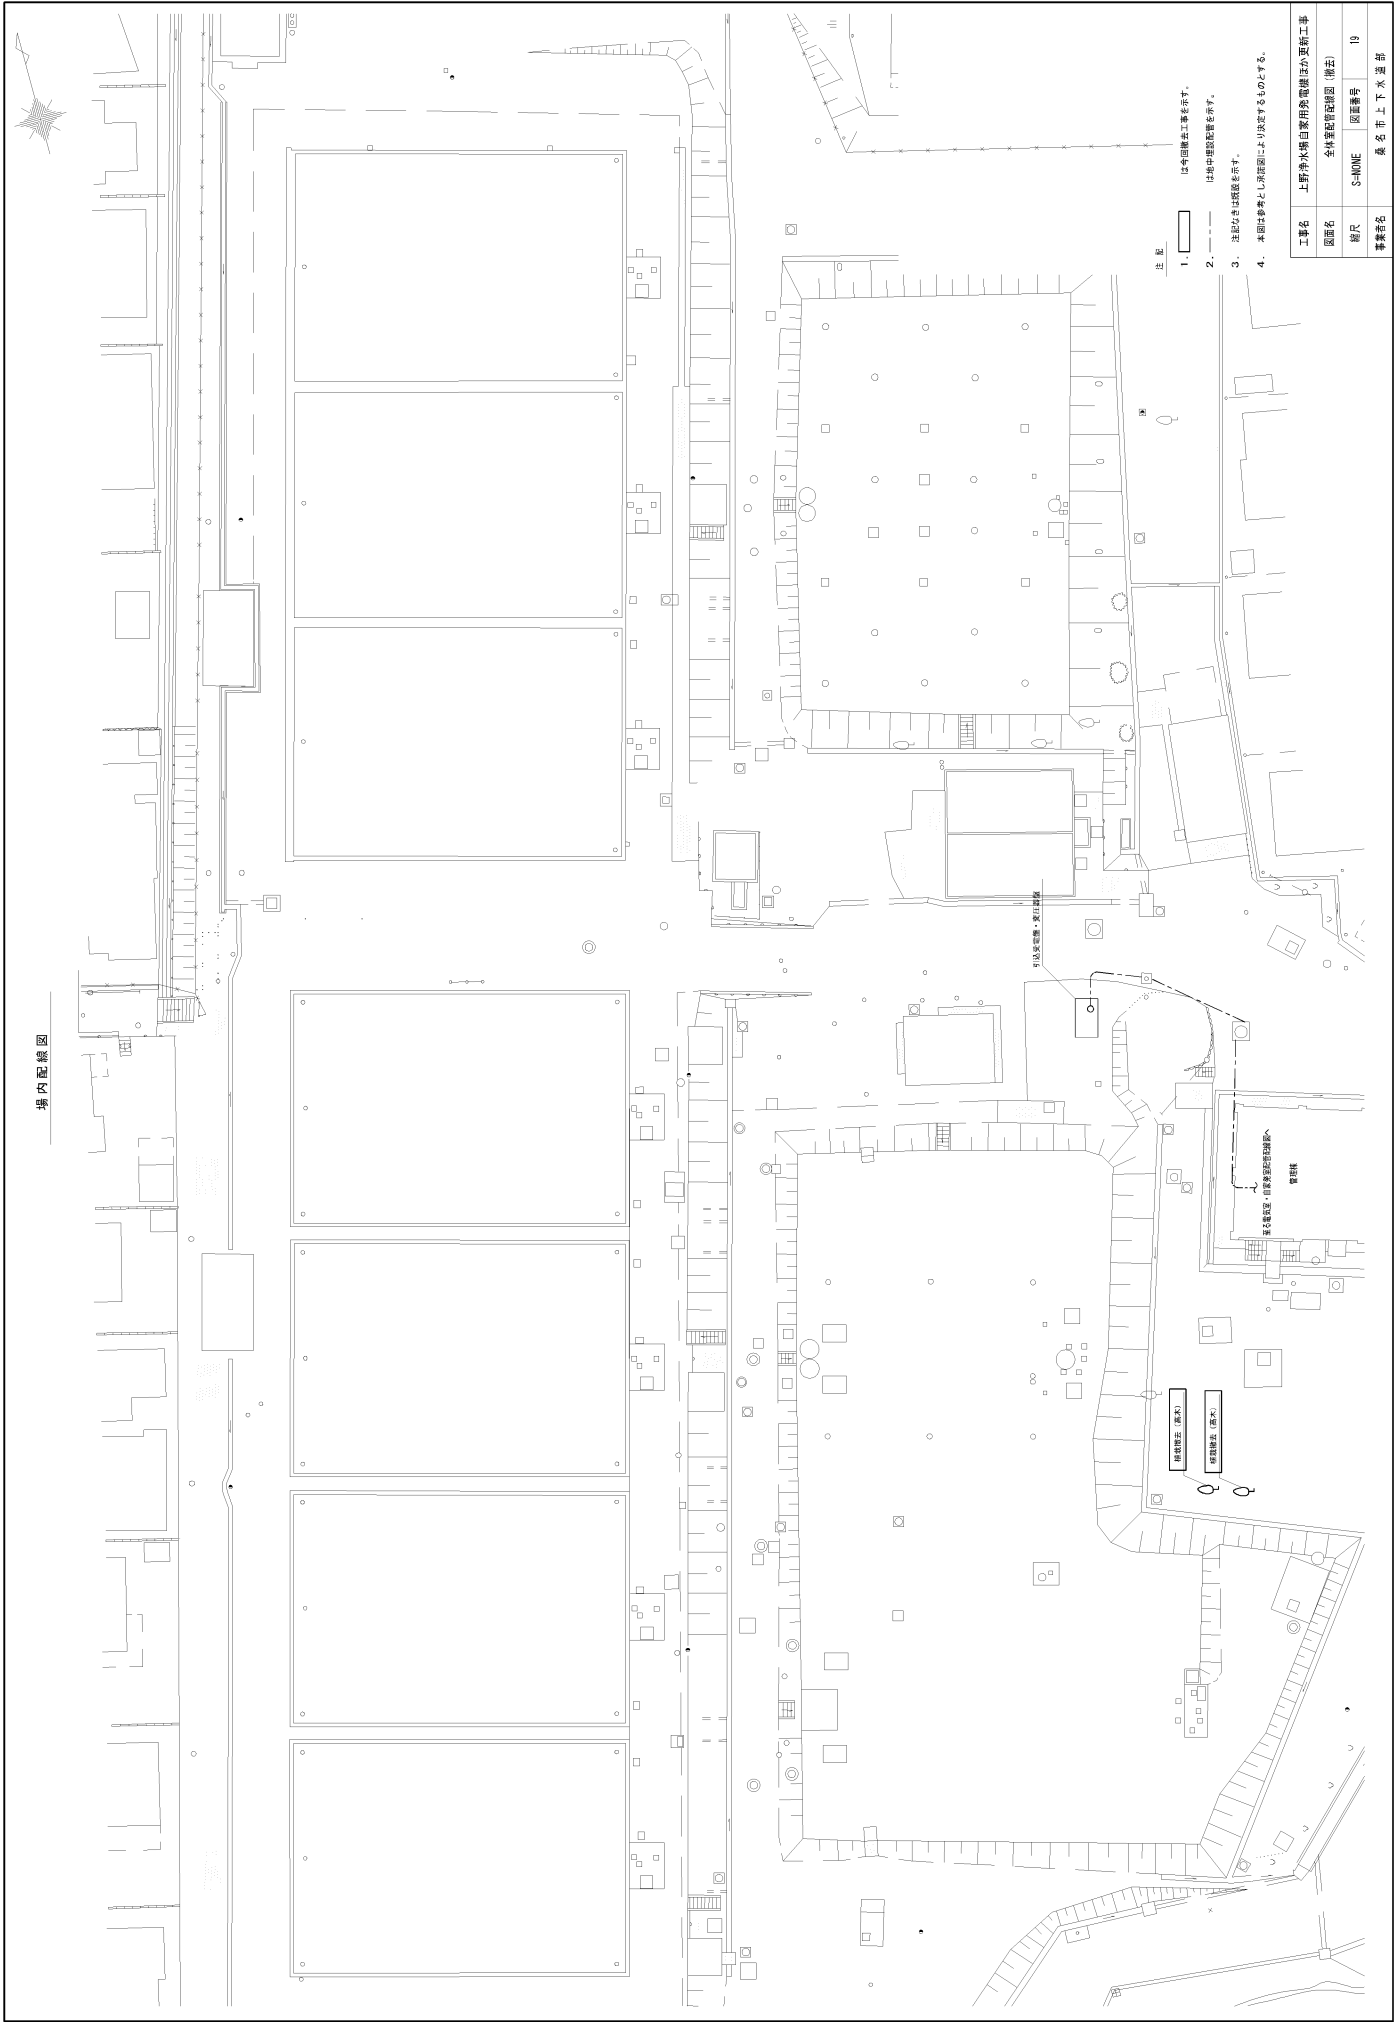 場内配線図
引込受電盤・変圧器盤
至る電気室・自家発室配管配線図へ
管理棟
植栽撤去（高木）
植栽撤去（高木）
注 記
1. は今回撤去工事を示す。
2. は地中埋設配管を示す。
3. 注記なきは既設を示す。
4. 本図は参考とし承諾図により決定するものとする。
工事名 上野浄水場自家用発電機ほか更新工事
図面名 全体室配管配線図（撤去）
縮尺 S=NONE 図面番号 19
事業者名 桑名市上下水道部